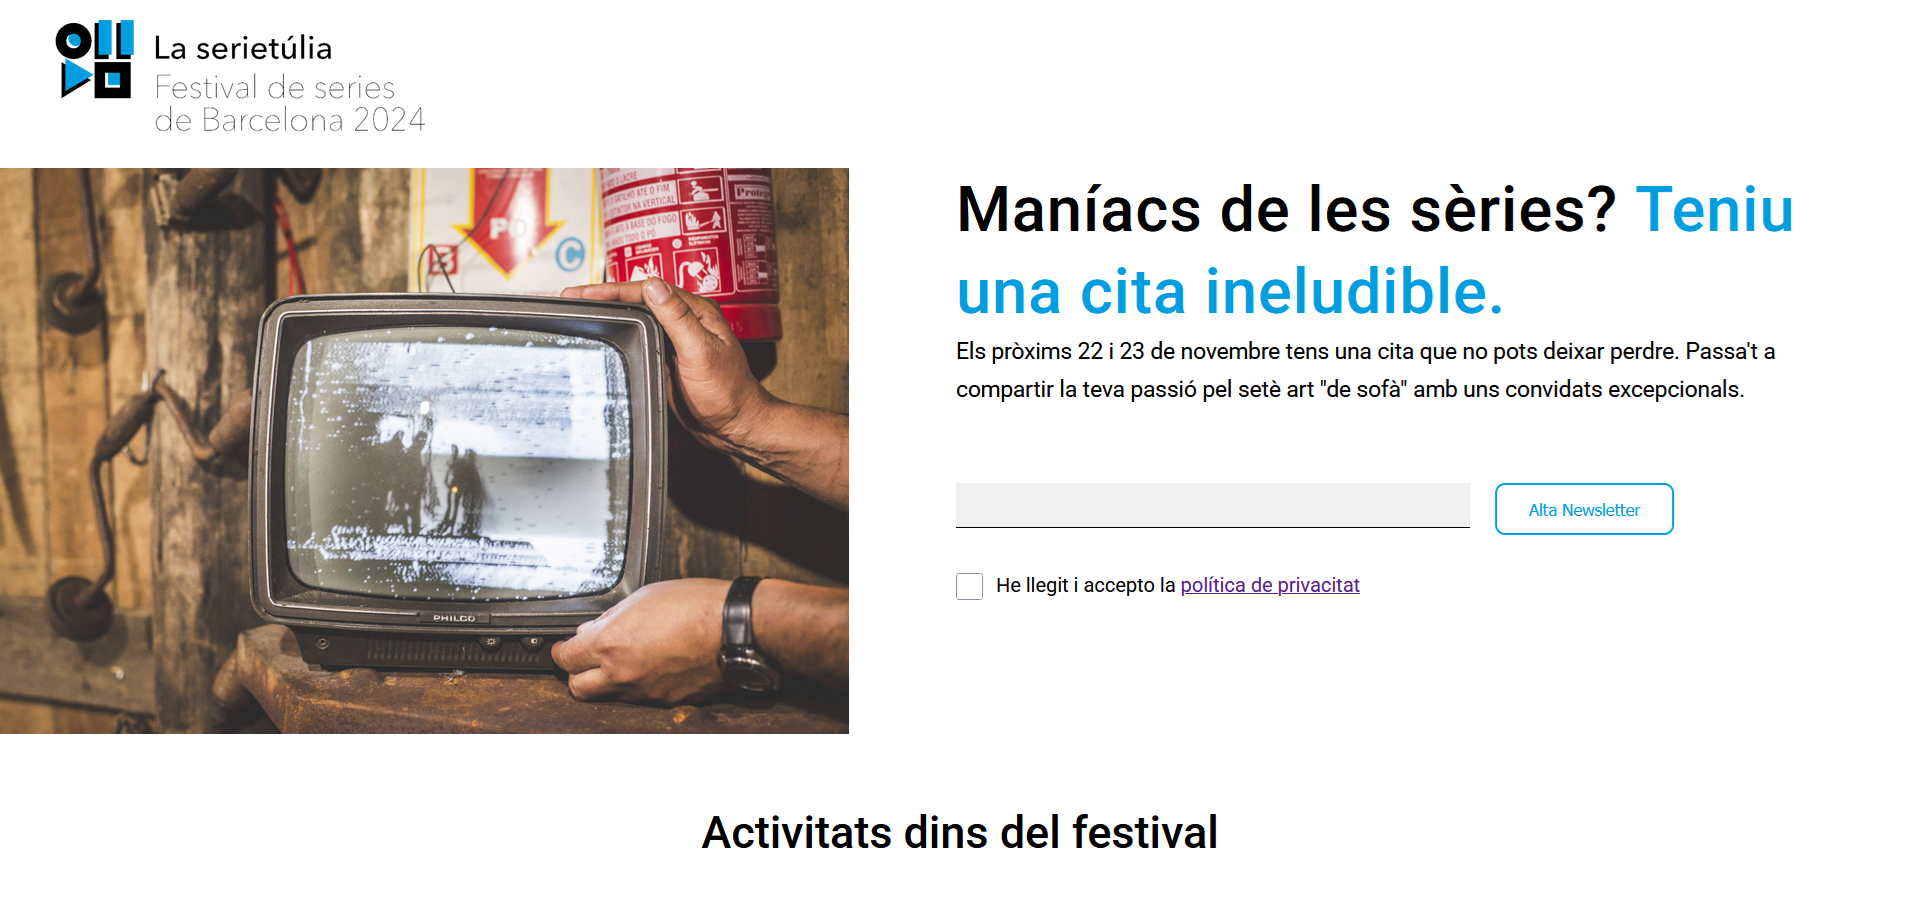 La serietúlia
Festival de series
de Barcelona 2024
Maníacs de les sèries? Teniu
una cita ineludible.
Els pròxims 22 i 23 de novembre tens una cita que no pots deixar perdre. Passa't a
compartir la teva passió pel setè art "de sofà" amb uns convidats excepcionals.
Alta Newsletter
He llegit i accepto la política de privacitat
PHILCO
Activitats dins del festival